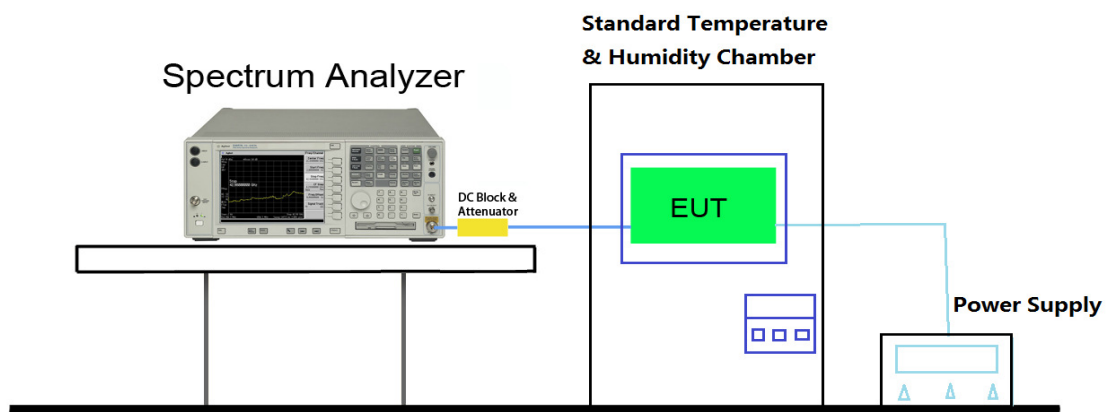 Standard Temperature
& Humidity Chamber
Spectrum Analyzer
DC Block &
Attenuator
EUT
Power Supply